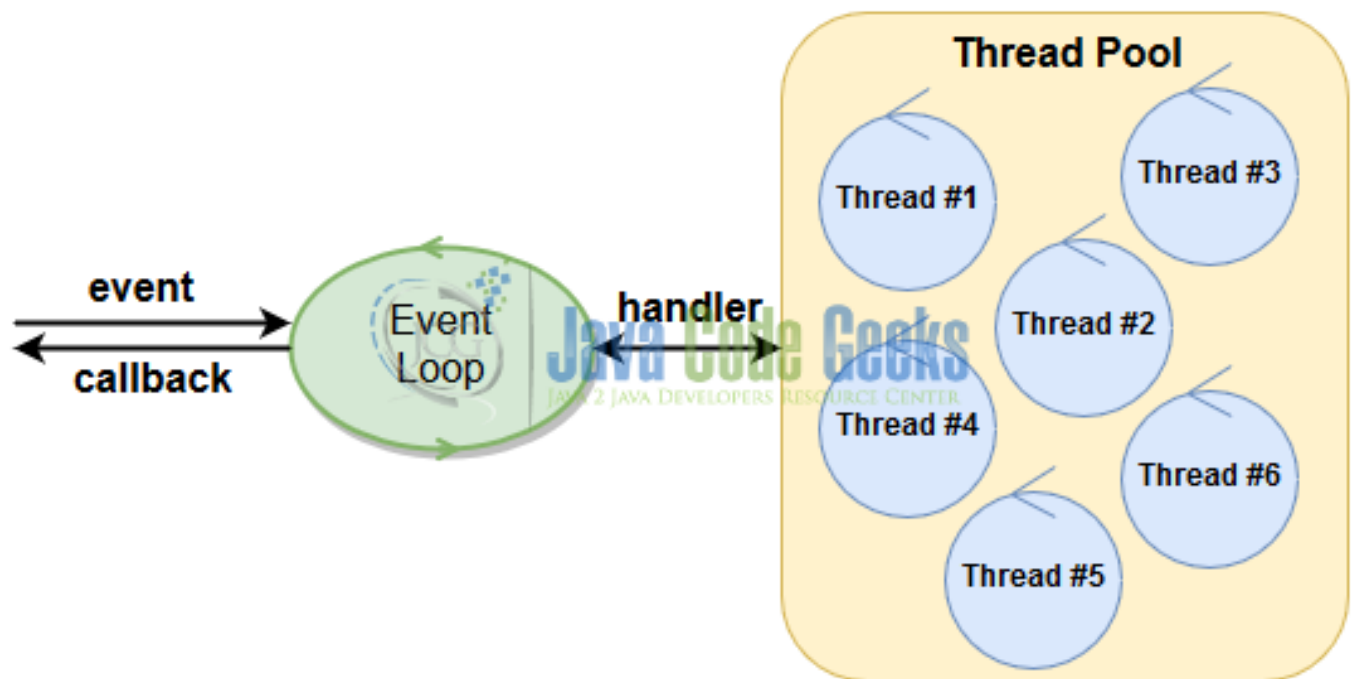 Thread Pool
Thread #1
Thread #3
event
callback
Event
Loop
handler
Thread #2
JCG
Java Code Geeks
JAVA 2 JAVA DEVELOPERS RESOURCE CENTER
Thread #4
Thread #6
Thread #5